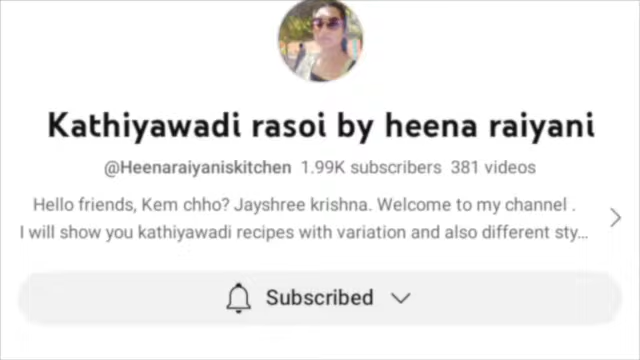 Kathiyawadi rasoi by heena raiyani
@Heenaraiyaniskitchen 1.99K subscribers 381 videos
Hello friends, Kem chho? Jayshree krishna. Welcome to my channel .
I will show you kathiyawadi recipes with variation and also different sty...
Subscribed